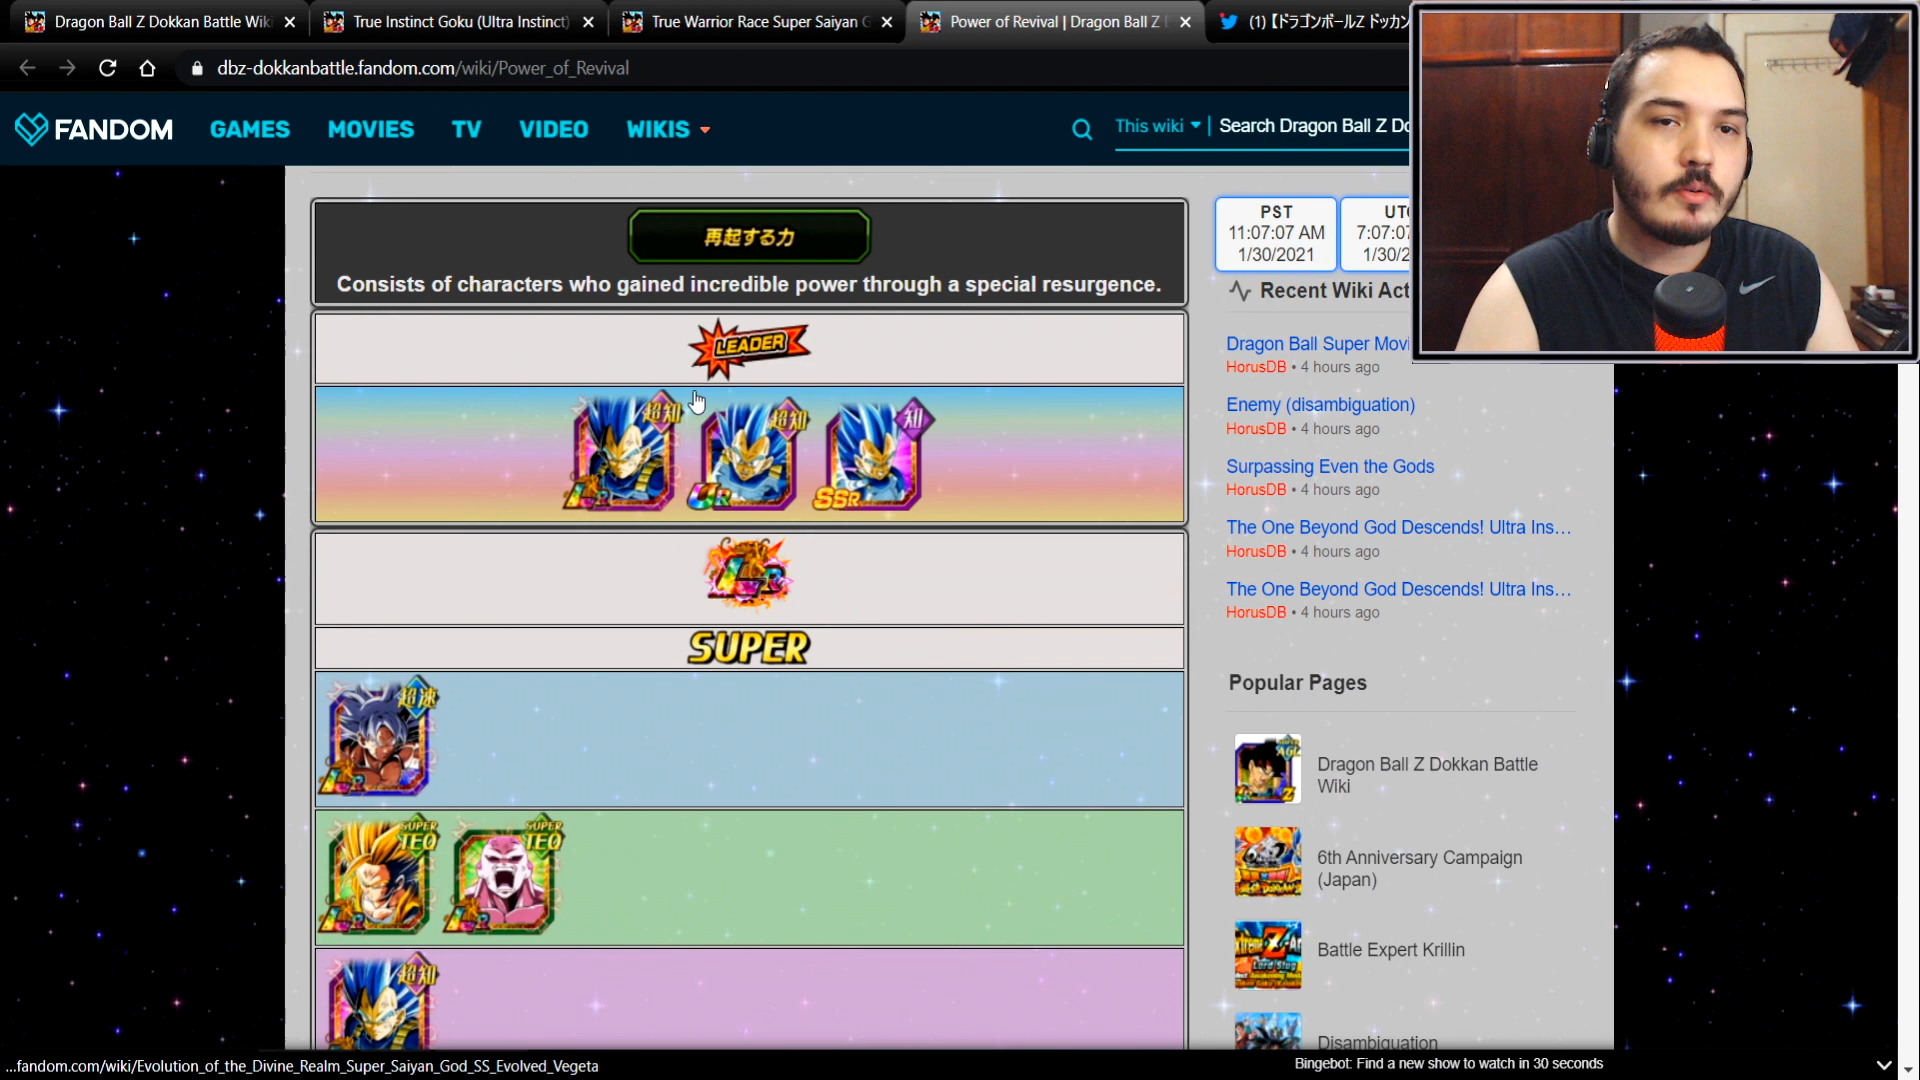 Dragon Ball Z Dokkan Battle Wiki
True Instinct Goku (Ultra Instinct)
True Warrior Race Super Saiyan G
Power of Revival | Dragon Ball Z D
(1)【ドラゴンボールZ ドッカン
dbz-dokkanbattle.fandom.com/wiki/Power_of_Revival
FANDOM
GAMES
MOVIES
TV
VIDEO
WIKIS
This wiki
Search Dragon Ball Z Do
再起する力
Consists of characters who gained incredible power through a special resurgence.
LEADER
超知
超知
知
LR
UR
SSR
LR
SUPER
超速
LR
SUPER
TEQ
SUPER
TEQ
LR
LR
超知
PST
11:07:07 AM
1/30/2021
UTC
7:07:07
1/30/2
Recent Wiki Act
Dragon Ball Super Movi
HorusDB • 4 hours ago
Enemy (disambiguation)
HorusDB • 4 hours ago
Surpassing Even the Gods
HorusDB • 4 hours ago
The One Beyond God Descends! Ultra Ins...
HorusDB • 4 hours ago
The One Beyond God Descends! Ultra Ins...
HorusDB • 4 hours ago
Popular Pages
Dragon Ball Z Dokkan Battle
Wiki
6th Anniversary Campaign
(Japan)
Battle Expert Krillin
Disambiguation
...fandom.com/wiki/Evolution_of_the_Divine_Realm_Super_Saiyan_God_SS_Evolved_Vegeta
Bingebot: Find a new show to watch in 30 seconds